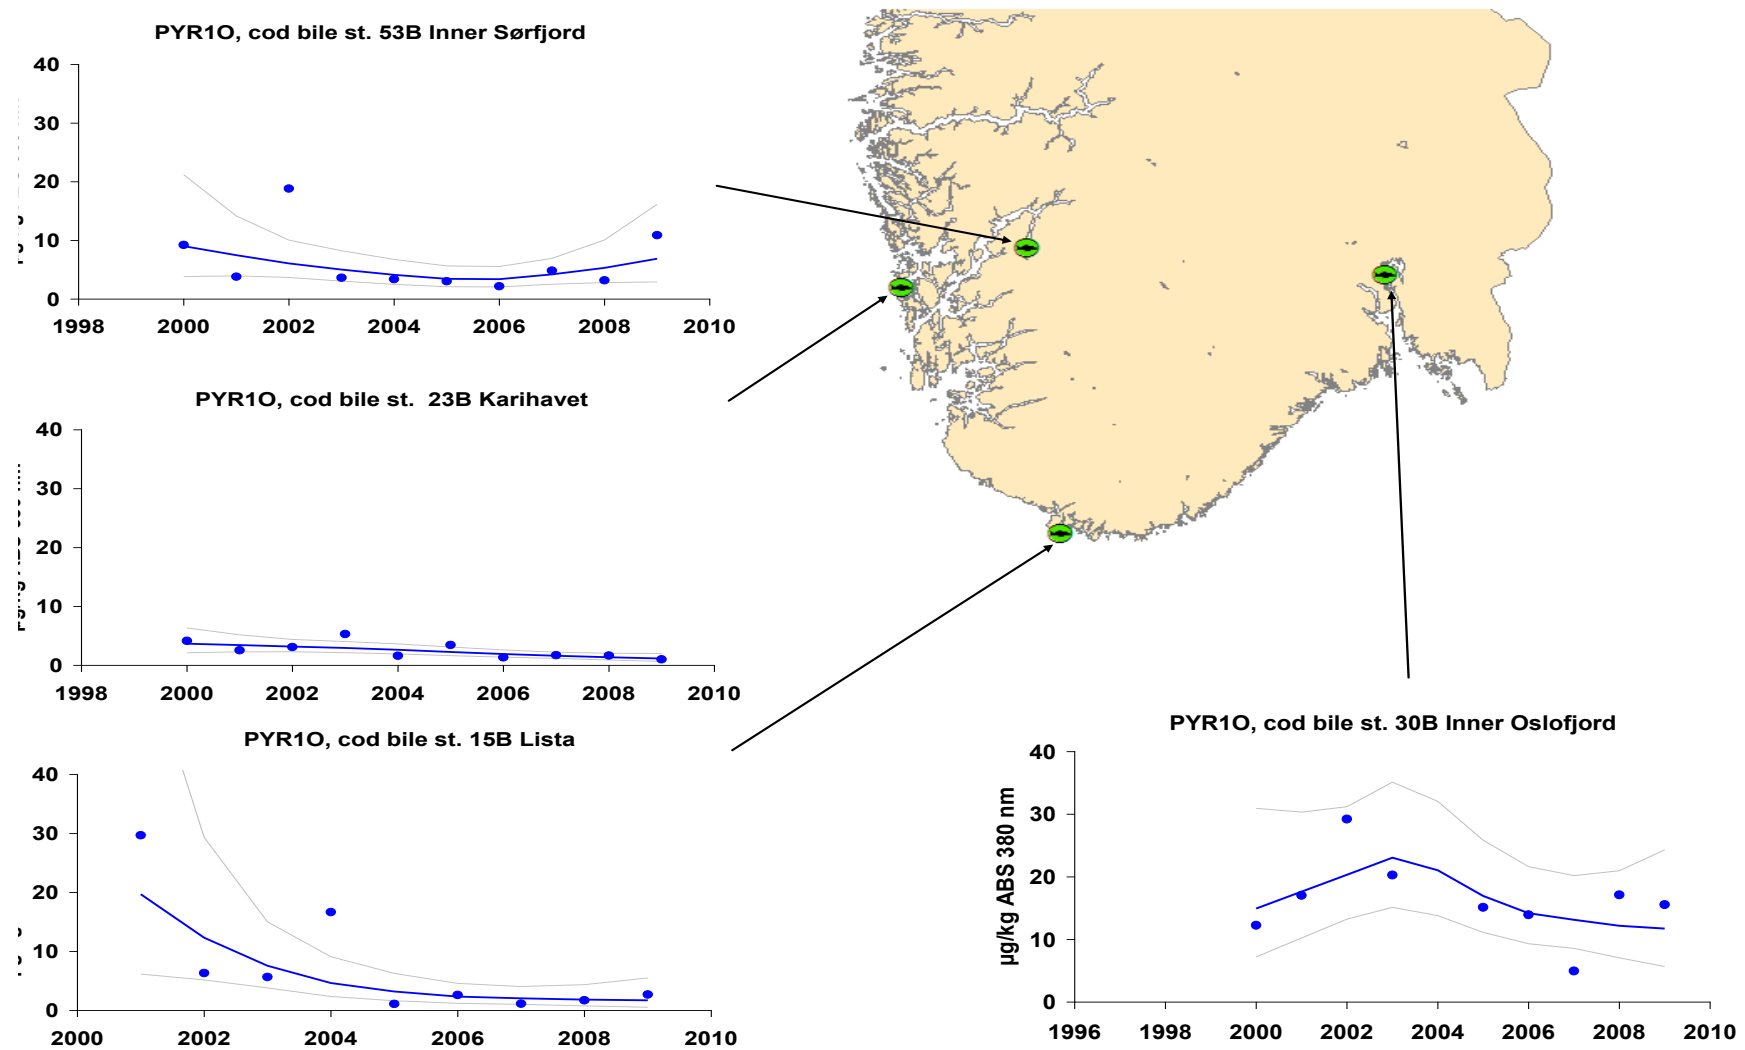 PYR1O, cod bile st. 53B Inner Sørfjord
40
30
20
10
0
1998 2000 2002 2004 2006 2008 2010
PYR1O, cod bile st. 23B Karihavet
40
30
20
10
0
1998 2000 2002 2004 2006 2008 2010
PYR1O, cod bile st. 15B Lista
40
30
20
10
0
2000 2002 2004 2006 2008 2010
PYR1O, cod bile st. 30B Inner Oslofjord
µg/kg ABS 380 nm
40
30
20
10
0
1996 1998 2000 2002 2004 2006 2008 2010